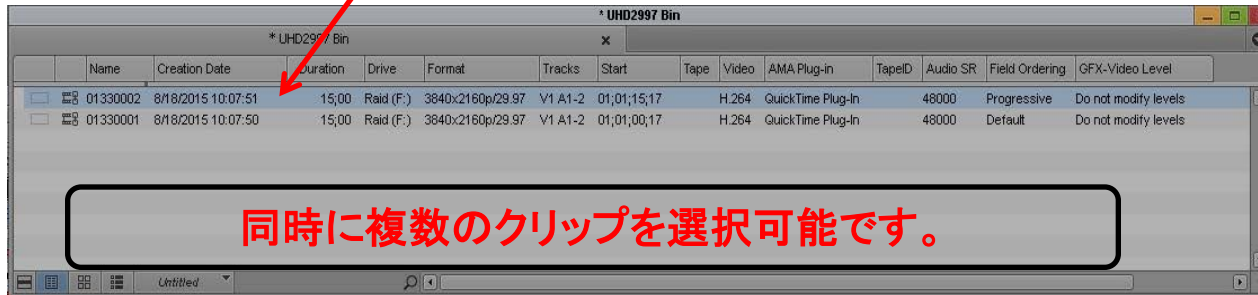 * UHD2997 Bin
* UHD2997 Bin x
Name Creation Date Duration Drive Format Tracks Start Tape Video AMA Plug-in TapeID Audio SR Field Ordering GFX-Video Level
01330002 8/18/2015 10:07:51 15;00 Raid (F:) 3840x2160p/29.97 V1 A1-2 01;01;15;17 H.264 QuickTime Plug-In 48000 Progressive Do not modify levels
01330001 8/18/2015 10:07:50 15;00 Raid (F:) 3840x2160p/29.97 V1 A1-2 01;01;00;17 H.264 QuickTime Plug-In 48000 Default Do not modify levels
同時に複数のクリップを選択可能です。
Untitled